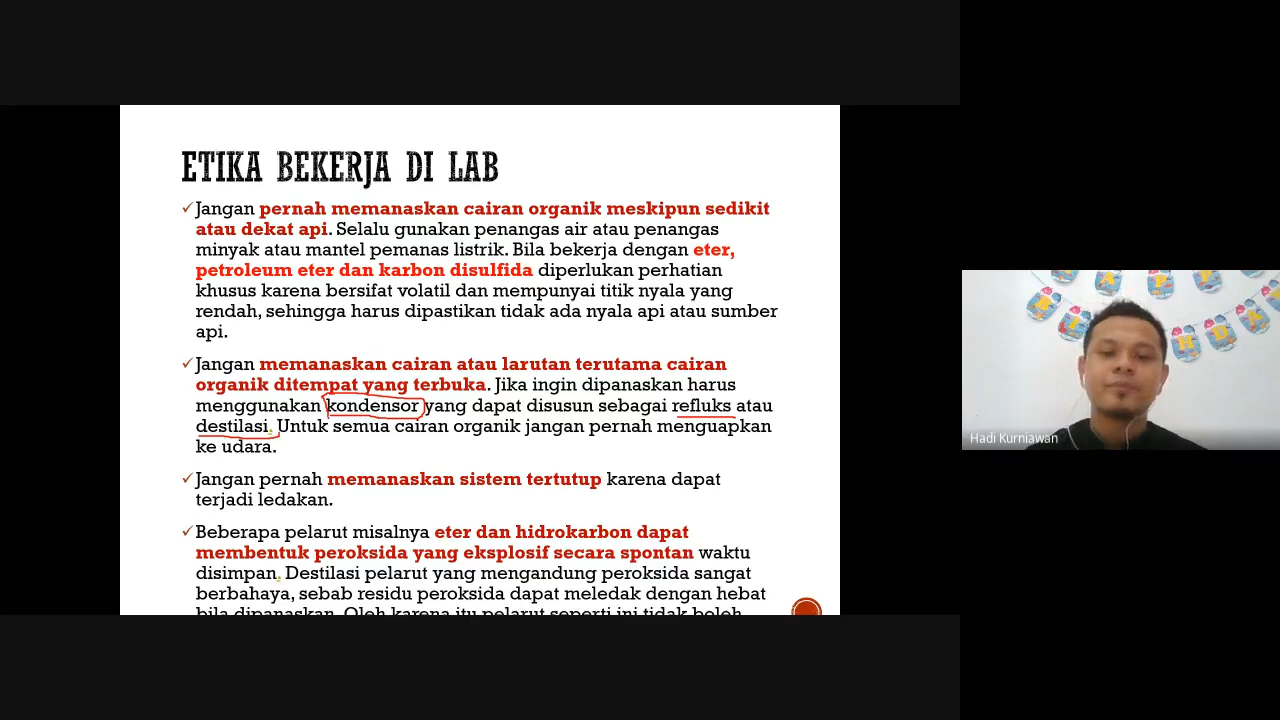 ETIKA BEKERJA DI LAB
✓Jangan pernah memanaskan cairan organik meskipun sedikit
atau dekat api. Selalu gunakan penangas air atau penangas
minyak atau mantel pemanas listrik. Bila bekerja dengan eter,
petroleum eter dan karbon disulfida diperlukan perhatian
khusus karena bersifat volatil dan mempunyai titik nyala yang
rendah, sehingga harus dipastikan tidak ada nyala api atau sumber
api.
✓Jangan memanaskan cairan atau larutan terutama cairan
organik ditempat yang terbuka. Jika ingin dipanaskan harus
menggunakan kondensor yang dapat disusun sebagai refluks atau
destilasi. Untuk semua cairan organik jangan pernah menguapkan
ke udara.
✓Jangan pernah memanaskan sistem tertutup karena dapat
terjadi ledakan.
✓Beberapa pelarut misalnya eter dan hidrokarbon dapat
membentuk peroksida yang eksplosif secara spontan waktu
disimpan. Destilasi pelarut yang mengandung peroksida sangat
berbahaya, sebab residu peroksida dapat meledak dengan hebat
bila dipanaskan. Oleh karena itu pelarut seperti ini tidak boleh
Hadi Kurniawan